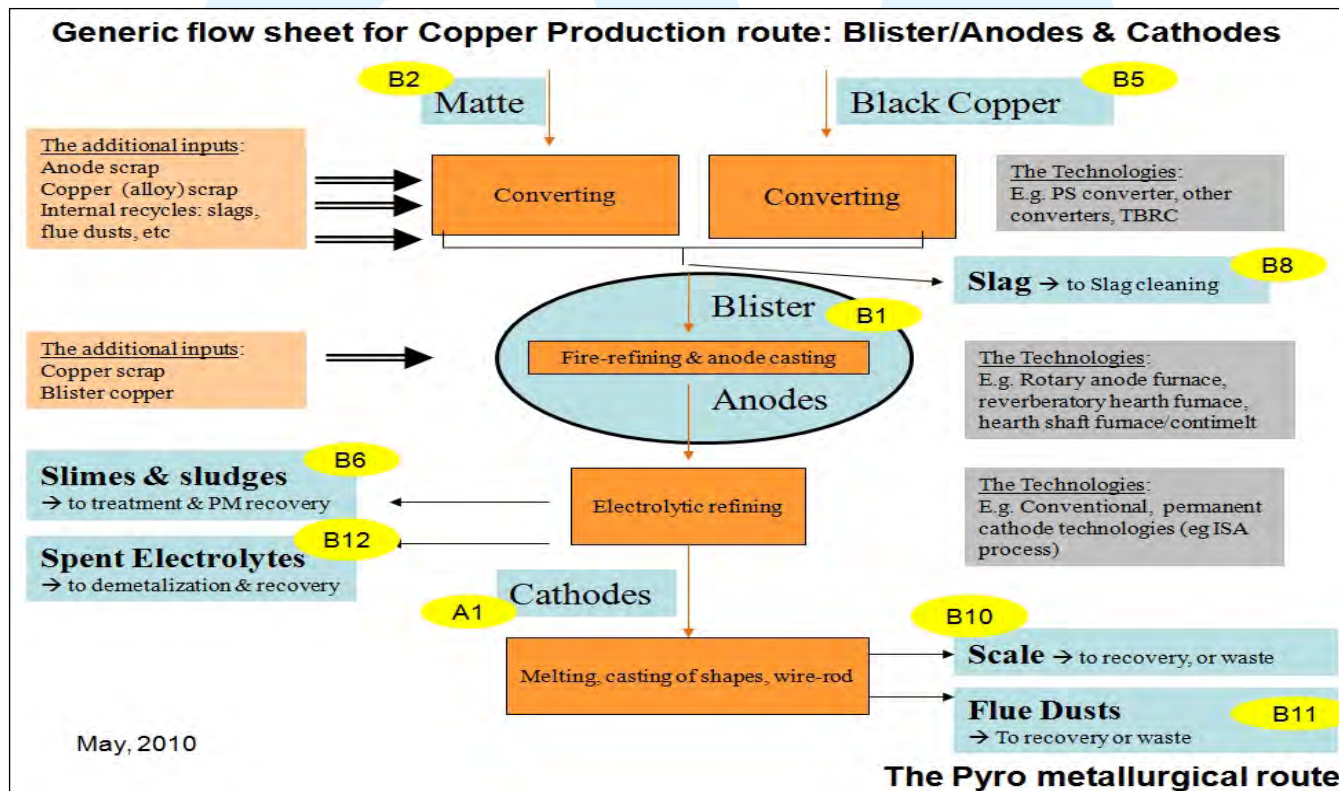 Generic flow sheet for Copper Production route: Blister/Anodes & Cathodes
B2
Matte
B5
Black Copper
The additional inputs:
Anode scrap
Copper (alloy) scrap
Internal recycles: slags,
flue dusts, etc
Converting
Converting
The Technologies:
E.g. PS converter, other
converters, TBRC
B8
Slag → to Slag cleaning
Blister
B1
Fire-refining & anode casting
Anodes
The additional inputs:
Copper scrap
Blister copper
The Technologies:
E.g. Rotary anode furnace,
reverberatory hearth furnace,
hearth shaft furnace/contimelt
B6
Slimes & sludges
→ to treatment & PM recovery
B12
Spent Electrolytes
→ to demetalization & recovery
Electrolytic refining
The Technologies:
E.g. Conventional, permanent
cathode technologies (eg ISA
process)
Cathodes
A1
Melting, casting of shapes, wire-rod
B10
Scale → to recovery, or waste
Flue Dusts
B11
→ To recovery or waste
May, 2010
The Pyro metallurgical route